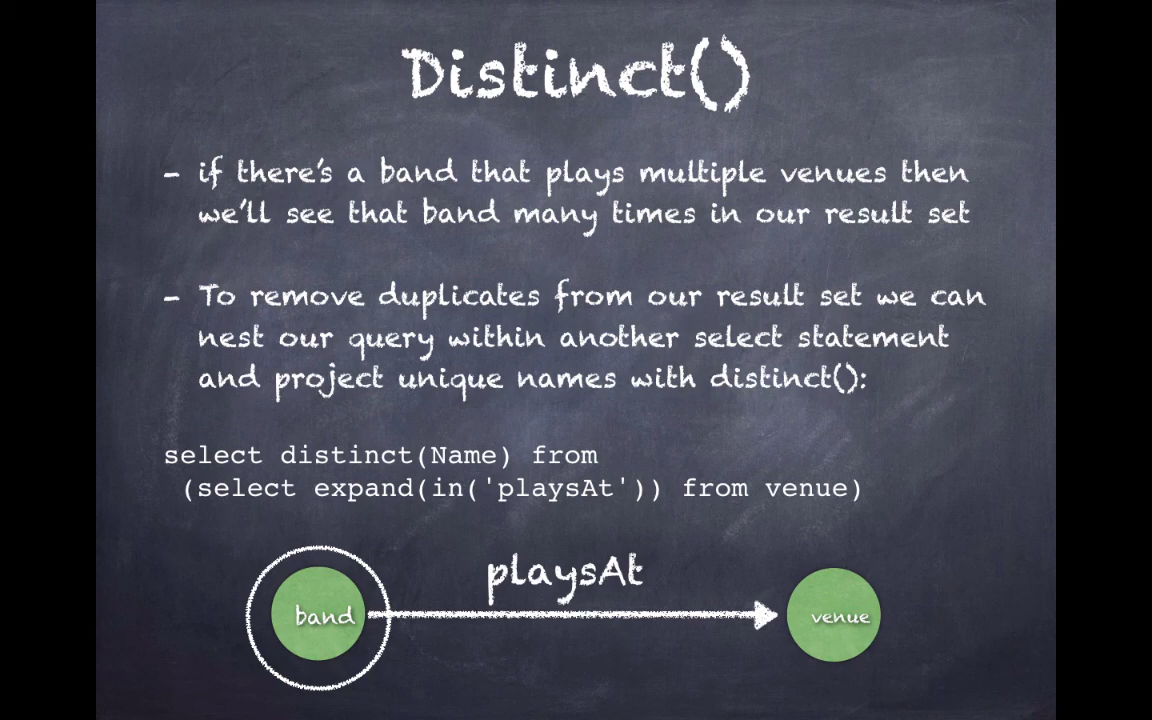 Distinct()
- if there's a band that plays multiple venues then
we'll see that band many times in our result set
- To remove duplicates from our result set we can
nest our query within another select statement
and project unique names with distinct():
select distinct(Name) from
(select expand(in('playsAt')) from venue)
playsAt
band
venue